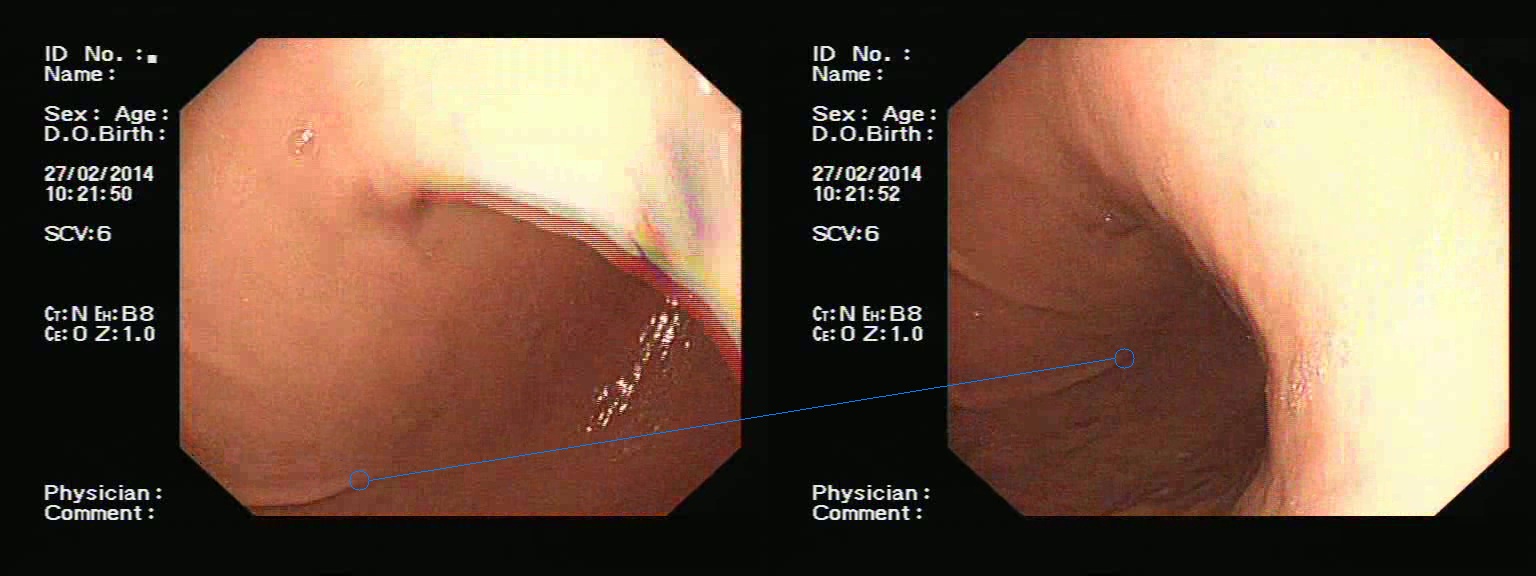 ID No. :
Name:
Sex: Age:
D.O.Birth:
27/02/2014
10:21:50
SCV:6
CT:N EH:B8
CE:0 Z:1.0
Physician:
Comment:
ID No. :
Name:
Sex: Age:
D.O.Birth:
27/02/2014
10:21:52
SCV:6
CT:N EH:B8
CE:0 Z:1.0
Physician:
Comment: